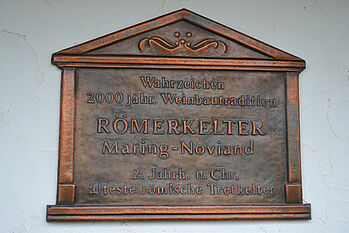 Wahrzeichen
2000 jähr. Weinbautradition
RÖMERKELTER
Maring-Noviand
2. Jahrh. n. Chr.
älteste römische Tretkelter